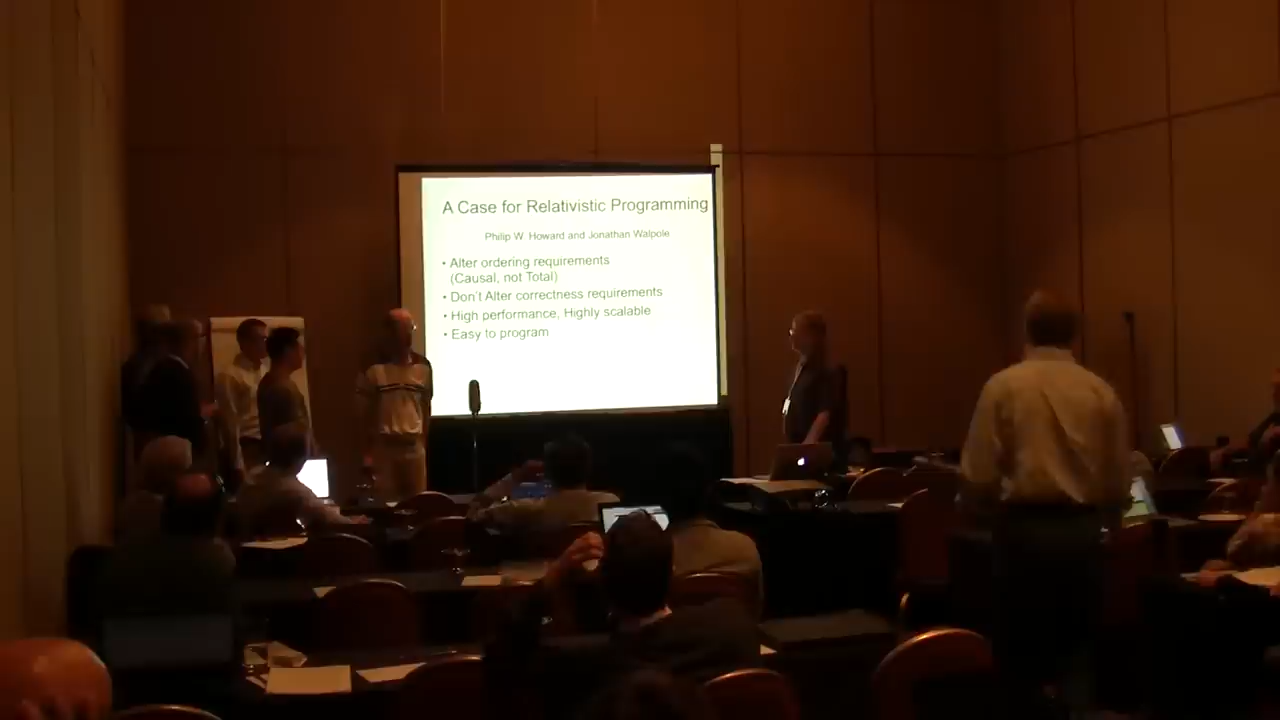 A Case for Relativistic Programming
Philip W. Howard and Jonathan Walpole
• Alter ordering requirements
(Causal, not Total)
• Don't Alter correctness requirements
• High performance, Highly scalable
• Easy to program